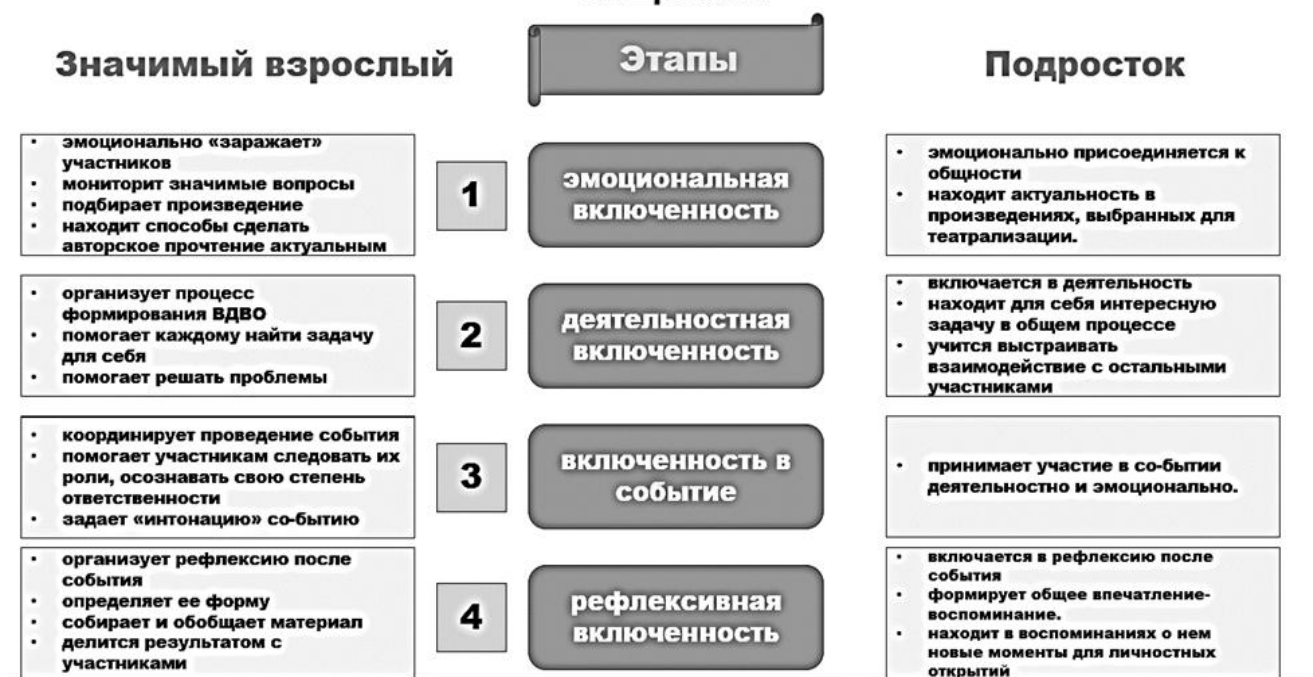 Значимый взрослый
Этапы
Подросток
• эмоционально «заражает»
участников
• мониторит значимые вопросы
• подбирает произведение
• находит способы сделать
авторское прочтение актуальным
1
эмоциональная
включенность
• эмоционально присоединяется к
общности
• находит актуальность в
произведениях, выбранных для
театрализации.
• организует процесс
формирования ВДВО
• помогает каждому найти задачу
для себя
• помогает решать проблемы
2
деятельностная
включенность
• включается в деятельность
• находит для себя интересную
задачу в общем процессе
• учится выстраивать
взаимодействие с остальными
участниками
• координирует проведение события
• помогает участникам следовать их
роли, осознавать свою степень
ответственности
• задает «интонацию» со-бытию
3
включенность в
событие
• принимает участие в со-бытии
деятельностно и эмоционально.
• организует рефлексию после
события
• определяет ее форму
• собирает и обобщает материал
• делится результатом с
участниками
4
рефлексивная
включенность
• включается в рефлексию после
события
• формирует общее впечатление-
воспоминание.
• находит в воспоминаниях о нем
новые моменты для личностных
открытий